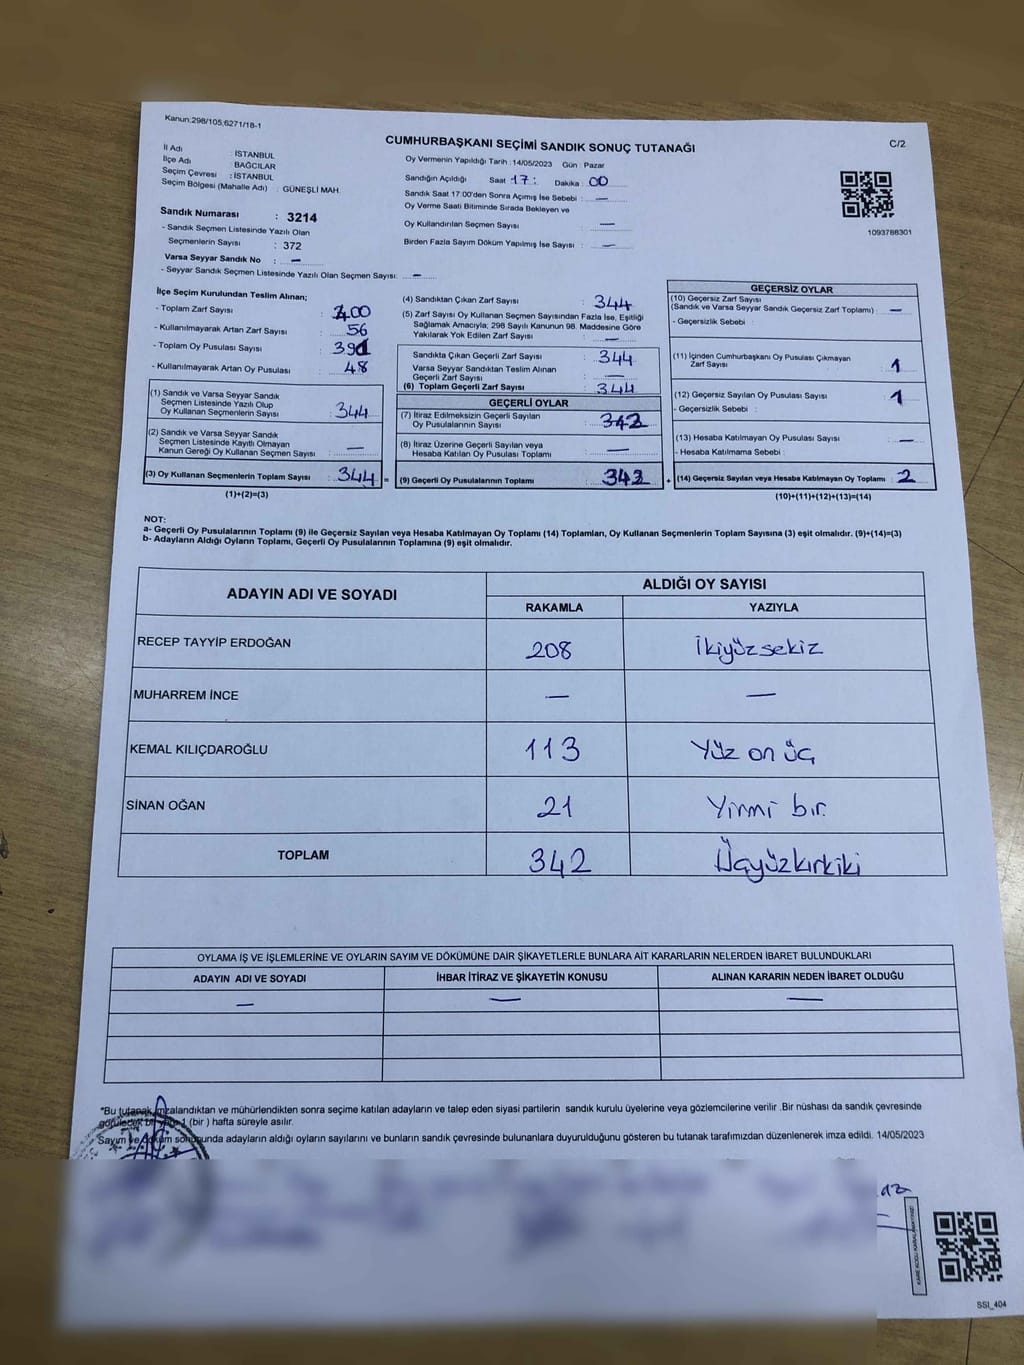 Kanun:298/105,6271/18-1
C/2
CUMHURBAŞKANI SEÇİMİ SANDIK SONUÇ TUTANAĞI
İl Adı : İSTANBUL
İlçe Adı : BAĞCILAR
Seçim Çevresi : İSTANBUL
Seçim Bölgesi (Mahalle Adı) : GÜNEŞLİ MAH.
Sandık Numarası : 3214
- Sandık Seçmen Listesinde Yazılı Olan
Seçmenlerin Sayısı : 372
Varsa Seyyar Sandık No : —
- Seyyar Sandık Seçmen Listesinde Yazılı Olan Seçmen Sayısı: —
Oy Vermenin Yapıldığı Tarih : 14/05/2023 Gün : Pazar
Sandığın Açıldığı Saat 17 : Dakika : 00
Sandık Saat 17:00'den Sonra Açımış İse Sebebi : —
Oy Verme Saati Bitiminde Sırada Bekleyen ve
Oy Kullandırılan Seçmen Sayısı : —
Birden Fazla Sayım Döküm Yapılmış İse Sayısı : —
1093788301
İlçe Seçim Kurulundan Teslim Alınan;
- Toplam Zarf Sayısı : 400
- Kullanılmayarak Artan Zarf Sayısı : 56
- Toplam Oy Pusulası Sayısı :
- Kullanılmayarak Artan Oy Pusulası : 48
(1) Sandık ve Varsa Seyyar Sandık
Seçmen Listesinde Yazılı Olup
Oy Kullanan Seçmenlerin Sayısı : 344
(2) Sandık ve Varsa Seyyar Sandık
Seçmen Listesinde Kayıtlı Olmayan
Kanun Gereği Oy Kullanan Seçmen Sayısı : —
(3) Oy Kullanan Seçmenlerin Toplam Sayısı : 344 =
(1)+(2)=(3)
(4) Sandıktan Çıkan Zarf Sayısı : 344
(5) Zarf Sayısı Oy Kullanan Seçmen Sayısından Fazla İse, Eşitliği
Sağlamak Amacıyla; 298 Sayılı Kanunun 98. Maddesine Göre
Yakılarak Yok Edilen Zarf Sayısı : —
Sandıkta Çıkan Geçerli Zarf Sayısı : 344
Varsa Seyyar Sandıktan Teslim Alınan
Geçerli Zarf Sayısı : —
(6) Toplam Geçerli Zarf Sayısı : 344
GEÇERLİ OYLAR
(7) İtiraz Edilmeksizin Geçerli Sayılan
Oy Pusulalarının Sayısı : 342
(8) İtiraz Üzerine Geçerli Sayılan veya
Hesaba Katılan Oy Pusulası Toplamı : —
(9) Geçerli Oy Pusulalarının Toplamı : 342 +
GEÇERSİZ OYLAR
(10) Geçersiz Zarf Sayısı
(Sandık ve Varsa Seyyar Sandık Geçersiz Zarf Toplamı) : —
- Geçersizlik Sebebi :
(11) İçinden Cumhurbaşkanı Oy Pusulası Çıkmayan
Zarf Sayısı : 1
(12) Geçersiz Sayılan Oy Pusulası Sayısı : 1
- Geçersizlik Sebebi :
(13) Hesaba Katılmayan Oy Pusulası Sayısı : —
- Hesaba Katılmama Sebebi :
(14) Geçersiz Sayılan veya Hesaba Katılmayan Oy Toplamı : 2
(10)+(11)+(12)+(13)=(14)
NOT:
a- Geçerli Oy Pusulalarının Toplamı (9) ile Geçersiz Sayılan veya Hesaba Katılmayan Oy Toplamı (14) Toplamları, Oy Kullanan Seçmenlerin Toplam Sayısına (3) eşit olmalıdır. (9)+(14)=(3)
b- Adayların Aldığı Oyların Toplamı, Geçerli Oy Pusulalarının Toplamına (9) eşit olmalıdır.
ADAYIN ADI VE SOYADI ALDIĞI OY SAYISI
RAKAMLA YAZIYLA
RECEP TAYYİP ERDOĞAN 208 İkiyüzsekiz
MUHARREM İNCE — —
KEMAL KILIÇDAROĞLU 113 Yüz on üç
SİNAN OĞAN 21 Yirmi bir
TOPLAM 342 Üçyüzkırkiki
OYLAMA İŞ VE İŞLEMLERİNE VE OYLARIN SAYIM VE DÖKÜMÜNE DAİR ŞİKAYETLERLE BUNLARA AİT KARARLARIN NELERDEN İBARET BULUNDUKLARI
ADAYIN ADI VE SOYADI İHBAR İTİRAZ VE ŞİKAYETİN KONUSU ALINAN KARARIN NEDEN İBARET OLDUĞU
— — —
*Bu tutanak imzalandıktan ve mühürlendikten sonra seçime katılan adayların ve talep eden siyasi partilerin sandık kurulu üyelerine veya gözlemcilerine verilir .Bir nüshası da sandık çevresinde
görülecek bir yere 1 (bir ) hafta süreyle asılır.
Sayım ve döküm sonucunda adayların aldığı oyların sayılarını ve bunların sandık çevresinde bulunanlara duyurulduğunu gösteren bu tutanak tarafımızdan düzenlenerek imza edildi. 14/05/2023
SSI_404